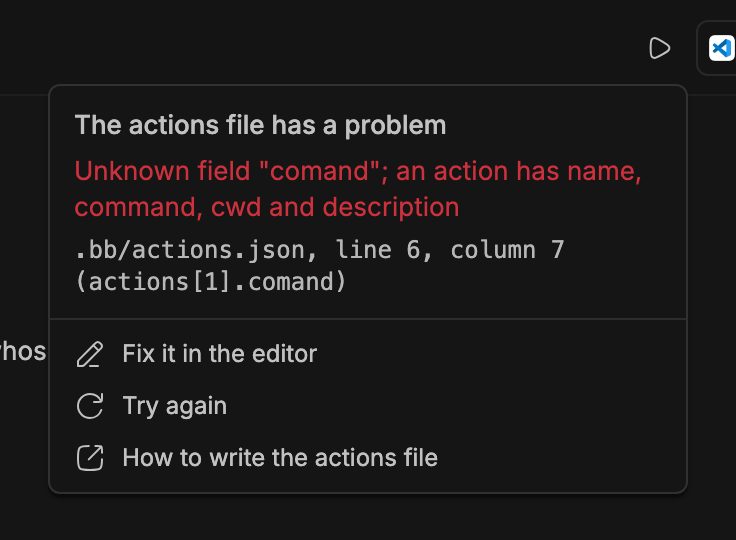 The actions file has a problem
Unknown field "comand"; an action has name,
command, cwd and description
.bb/actions.json, line 6, column 7
(actions[1].comand)
Fix it in the editor
Try again
How to write the actions file